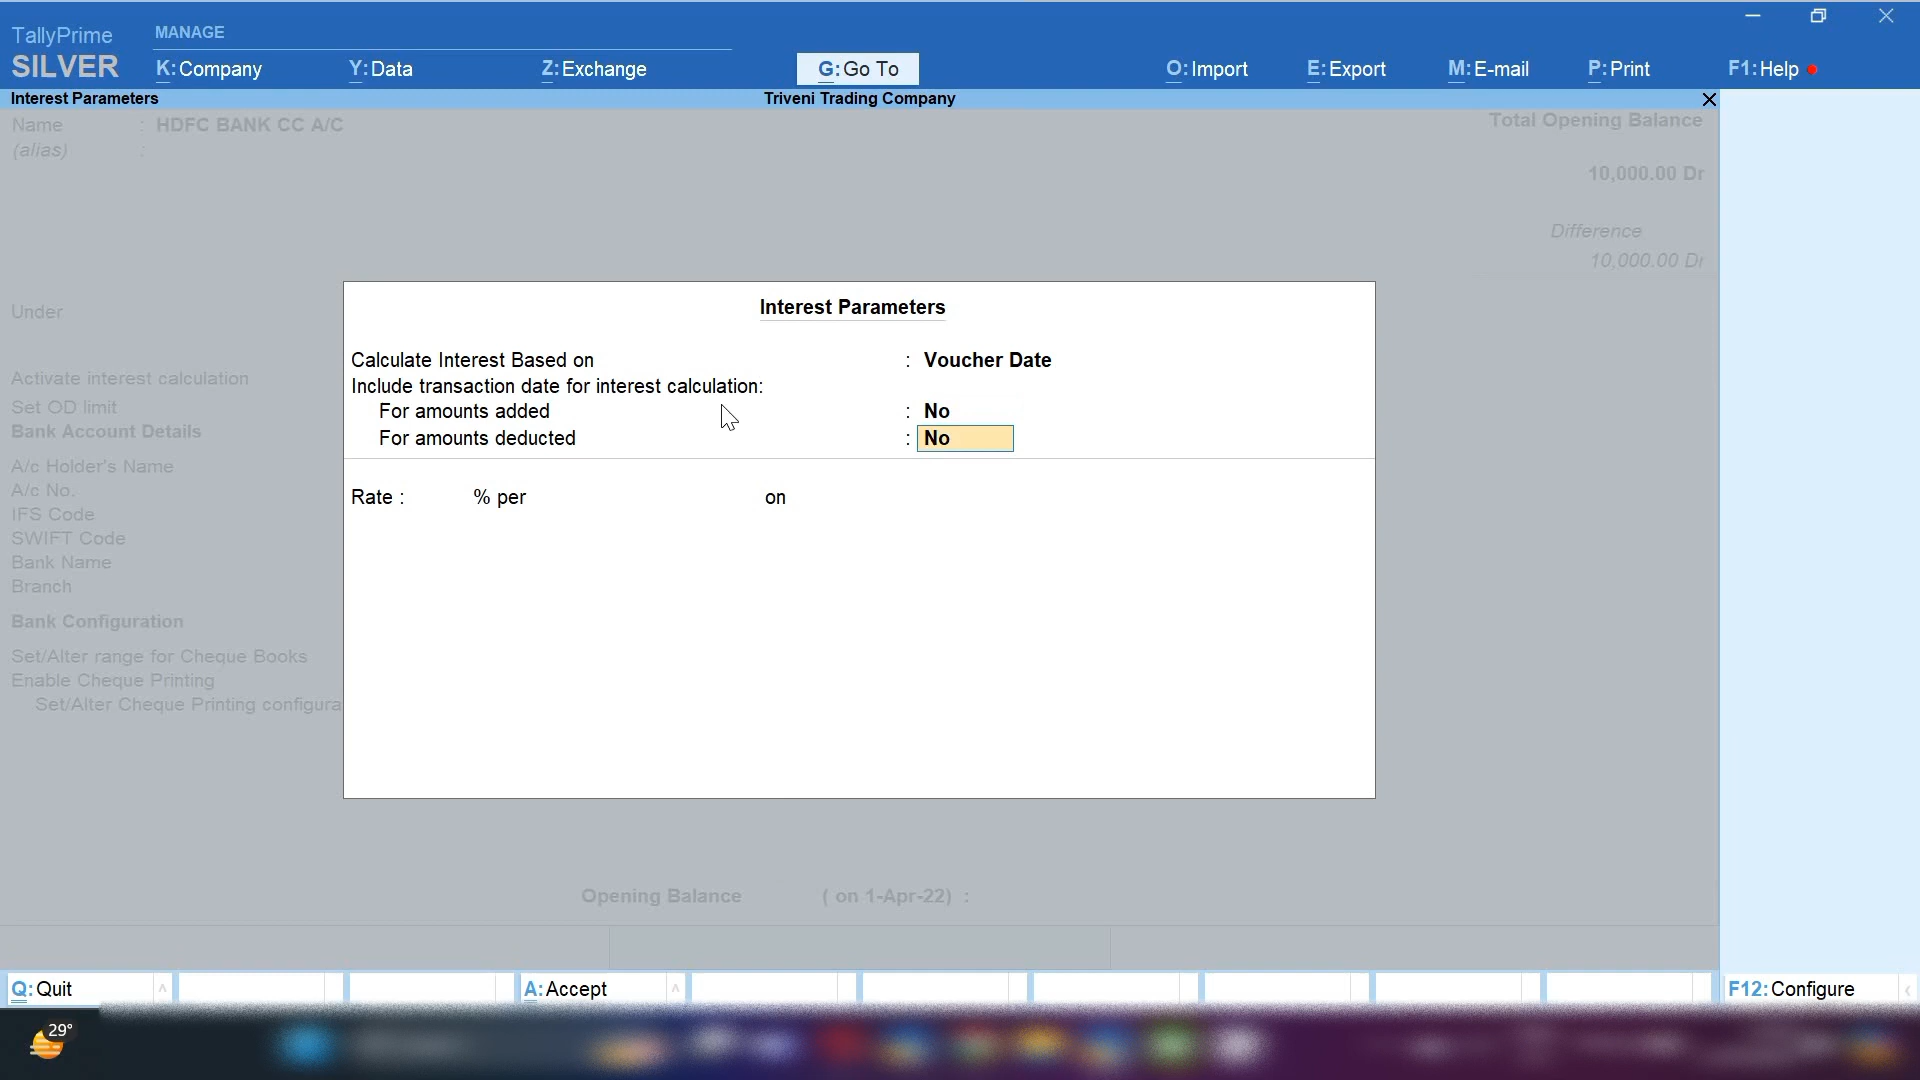 TallyPrime
SILVER
MANAGE
K:Company
Y:Data
Z:Exchange
G:Go To
O:Import
E:Export
M:E-mail
P:Print
F1:Help
Interest Parameters
Triveni Trading Company
Name : HDFC BANK CC A/C
(alias) :
Total Opening Balance
10,000.00 Dr
Difference
10,000.00 Dr
Under
Activate interest calculation
Set OD limit
Bank Account Details
A/c Holder's Name
A/c No.
IFS Code
SWIFT Code
Bank Name
Branch
Bank Configuration
Set/Alter range for Cheque Books
Enable Cheque Printing
Set/Alter Cheque Printing configura
Interest Parameters
Calculate Interest Based on : Voucher Date
Include transaction date for interest calculation:
For amounts added : No
For amounts deducted : No
Rate : % per on
Opening Balance ( on 1-Apr-22) :
Q:Quit
A:Accept
F12:Configure
29°